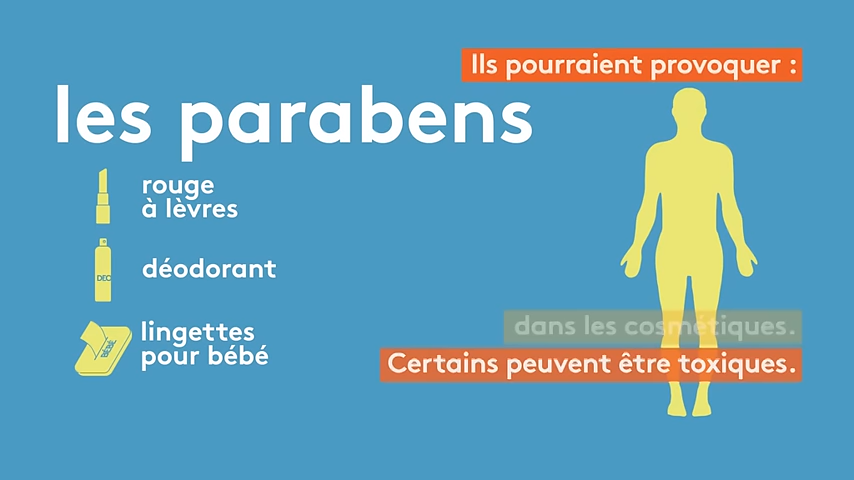 les parabens
rouge
à lèvres
DEO
déodorant
BÉBÉ
lingettes
pour bébé
Ils pourraient provoquer :
dans les cosmétiques.
Certains peuvent être toxiques.